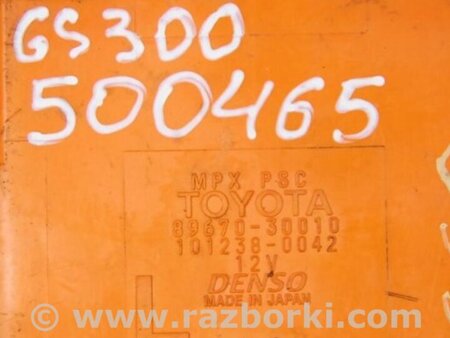 GS300
500465
MPX PSC
TOYOTA
89670-30010
101238-0042
12V
DENSO
MADE IN JAPAN
L
© www.razborki.com